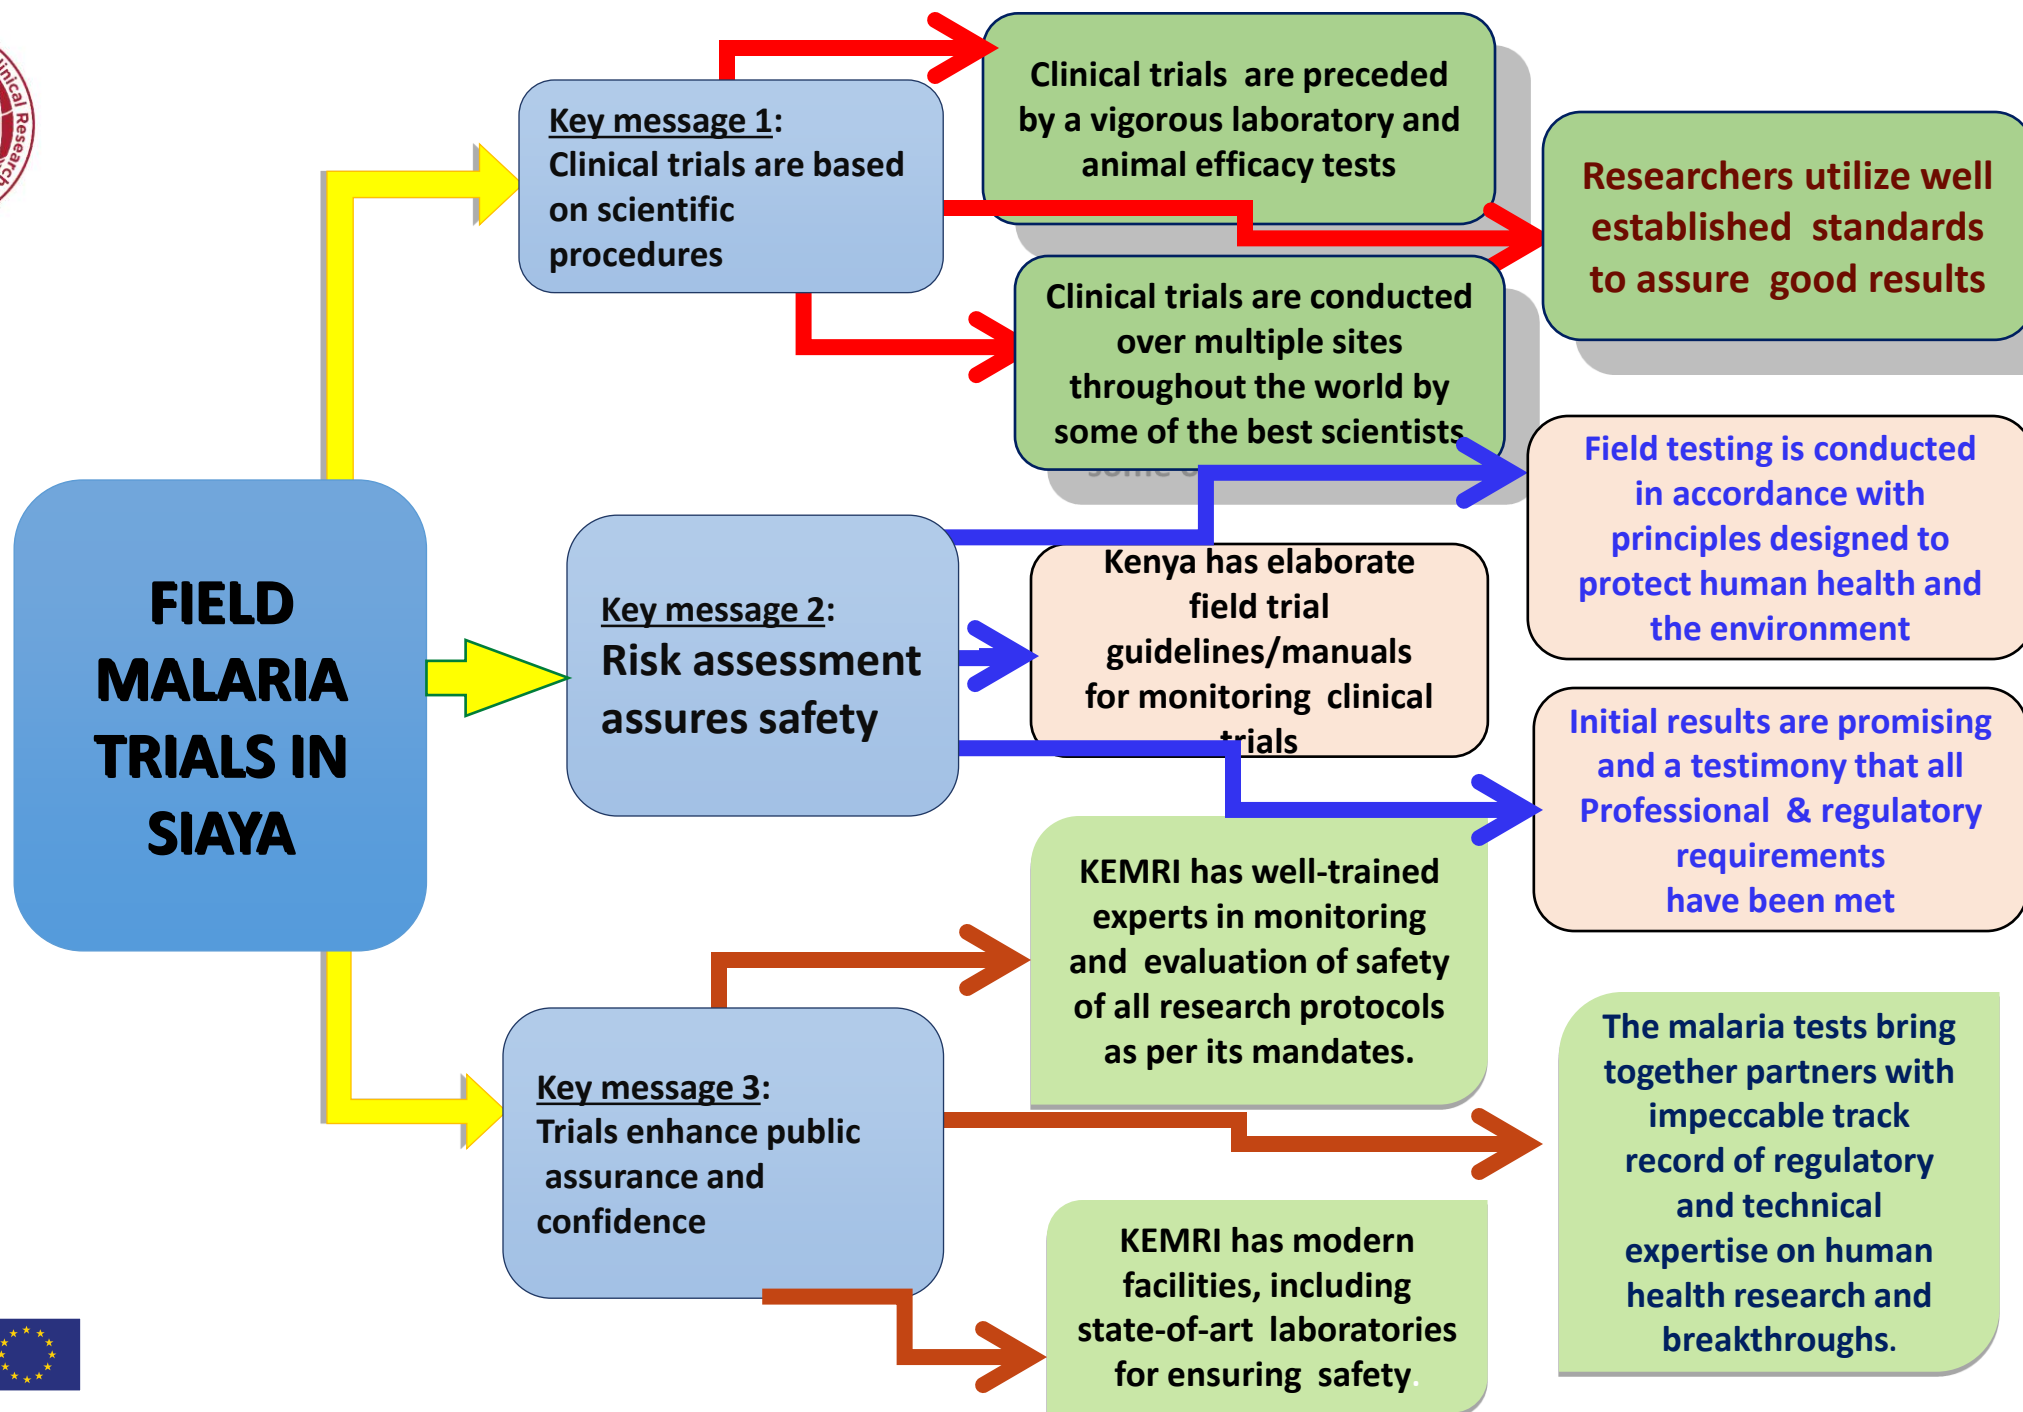 inical Research
Key message 1:
Clinical trials are based
on scientific
procedures
Clinical trials  are preceded
by a vigorous laboratory and
animal efficacy tests
Researchers utilize well
established  standards
to assure  good results
Clinical trials are conducted
over multiple sites
throughout the world by
some of the best scientists
FIELD
MALARIA
TRIALS IN
SIAYA
Key message 2:
Risk assessment
assures safety
Field testing is conducted
in accordance with
principles designed to
protect human health and
the environment
Kenya has elaborate
field trial
guidelines/manuals
for monitoring  clinical
trials
Initial results are promising
and a testimony that all
Professional  & regulatory
requirements
have been met
Key message 3:
Trials enhance public
assurance and
confidence
KEMRI has well-trained
experts in monitoring
and  evaluation of safety
of all research protocols
as per its mandates.
The malaria tests bring
together partners with
impeccable track
record of regulatory
and technical
expertise on human
health research and
breakthroughs.
KEMRI has modern
facilities, including
state-of-art  laboratories
for ensuring  safety.